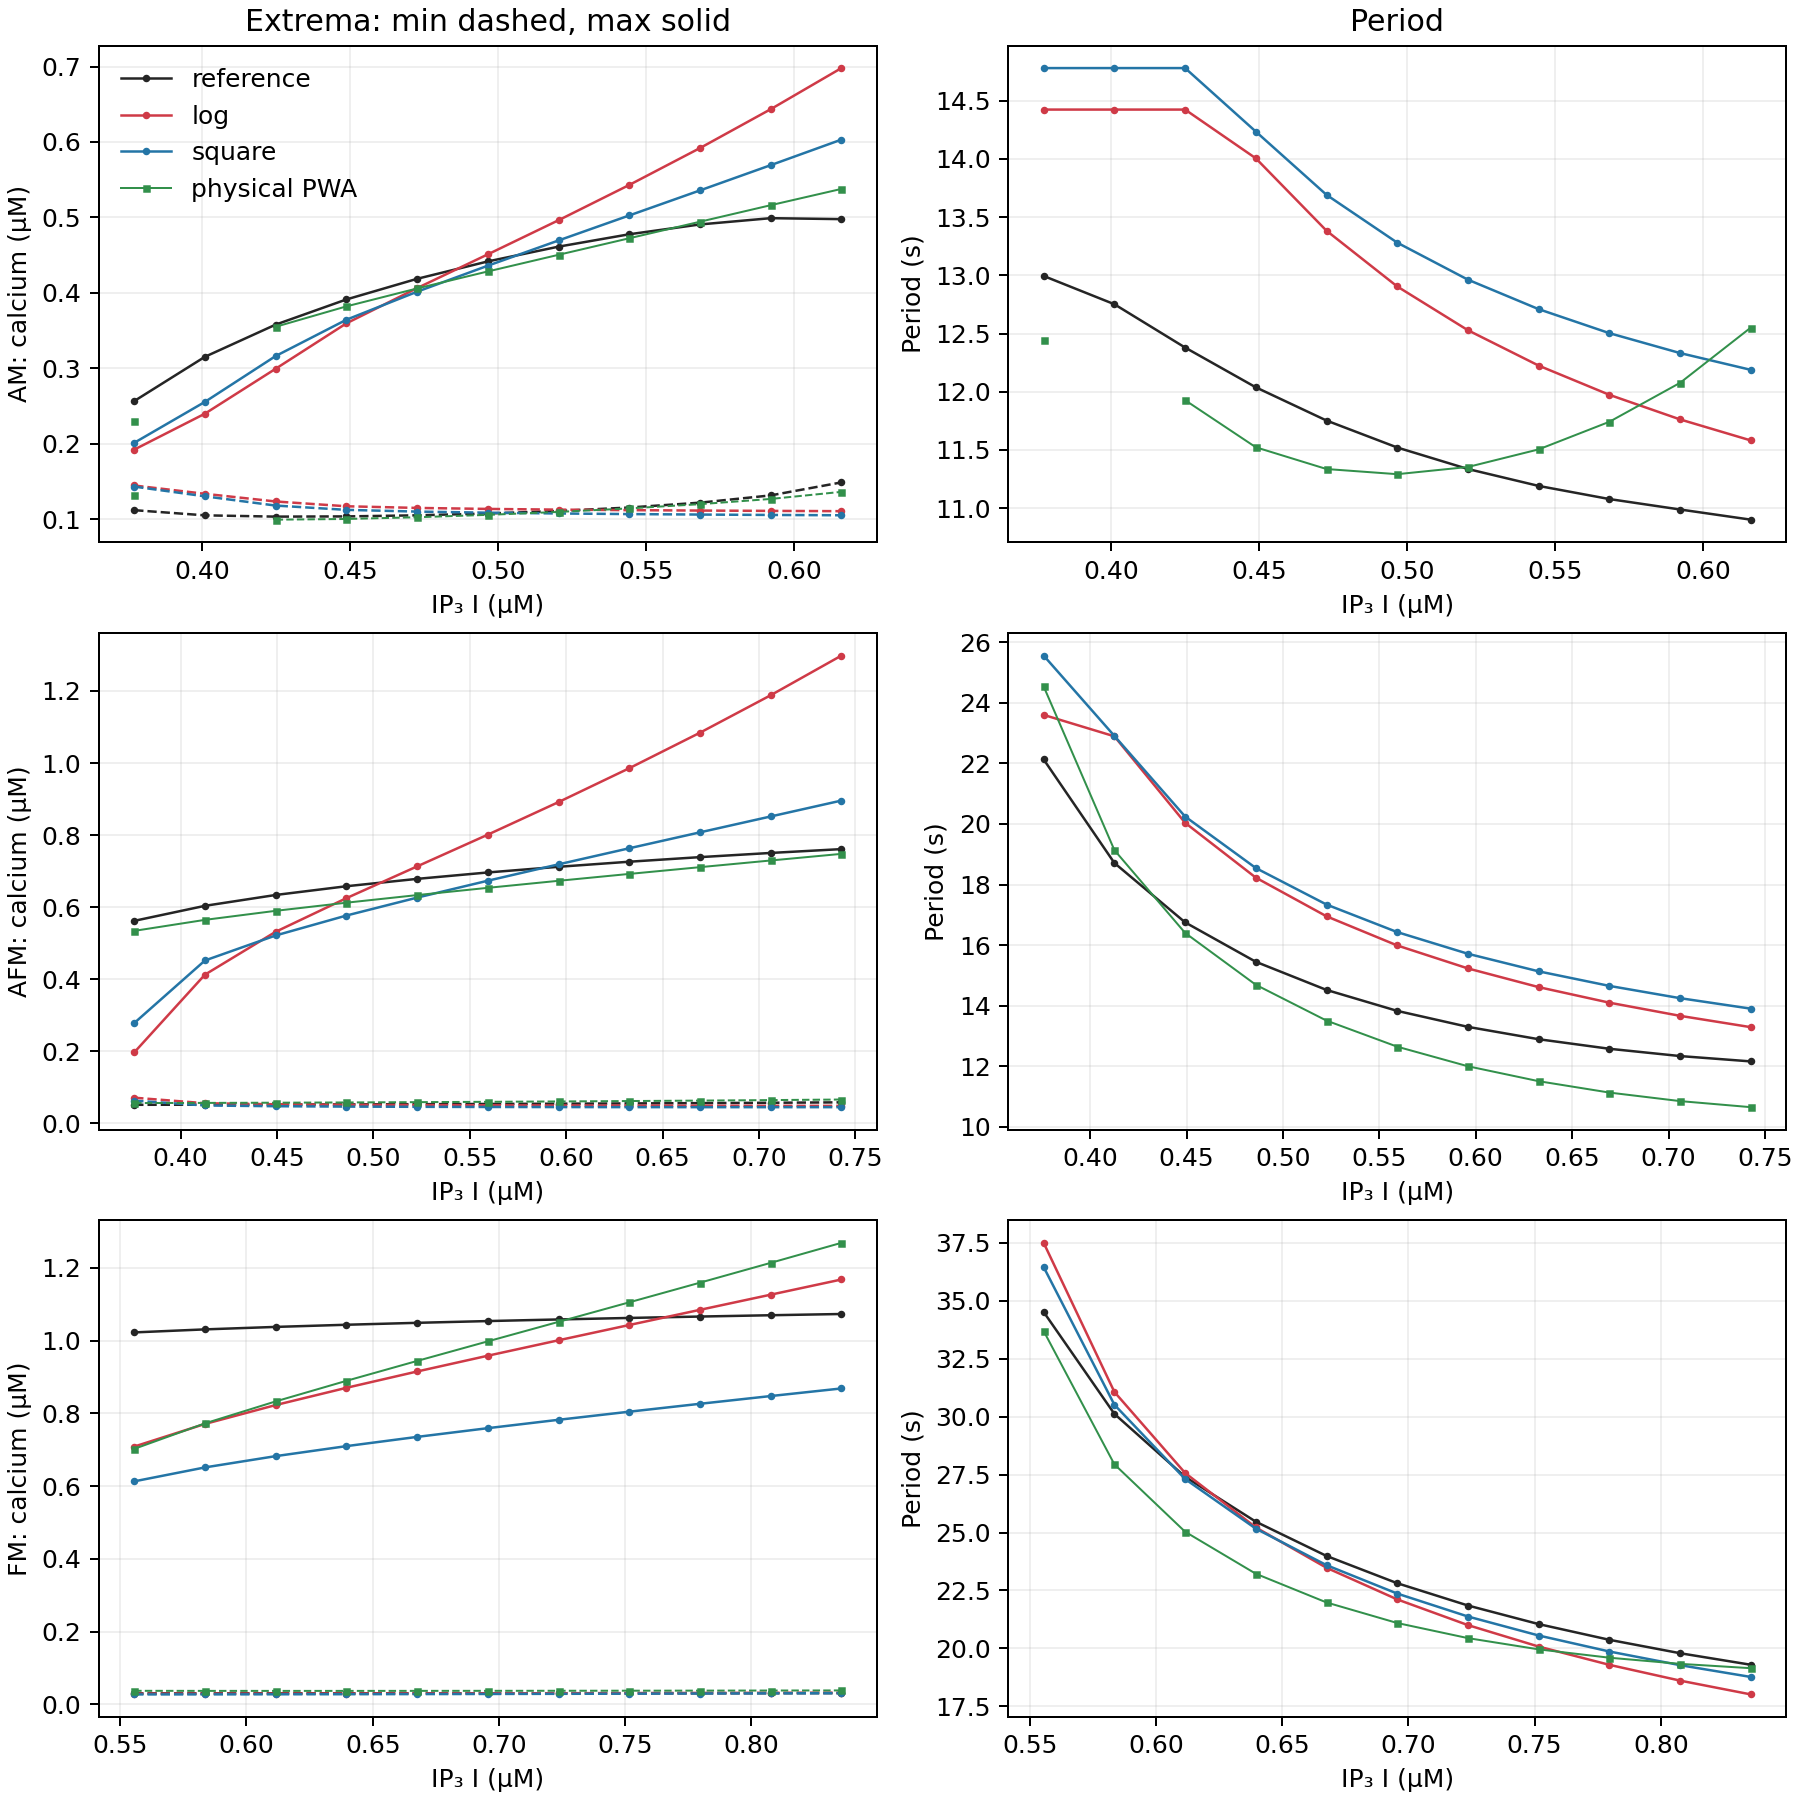 Extrema: min dashed, max solid
Period
reference
log
square
physical PWA
AM: calcium (μM)
0.7
0.6
0.5
0.4
0.3
0.2
0.1
0.40 0.45 0.50 0.55 0.60
IP₃ I (μM)
Period (s)
14.5
14.0
13.5
13.0
12.5
12.0
11.5
11.0
0.40 0.45 0.50 0.55 0.60
IP₃ I (μM)
AFM: calcium (μM)
1.2
1.0
0.8
0.6
0.4
0.2
0.0
0.40 0.45 0.50 0.55 0.60 0.65 0.70 0.75
IP₃ I (μM)
Period (s)
26
24
22
20
18
16
14
12
10
0.40 0.45 0.50 0.55 0.60 0.65 0.70 0.75
IP₃ I (μM)
FM: calcium (μM)
1.2
1.0
0.8
0.6
0.4
0.2
0.0
0.55 0.60 0.65 0.70 0.75 0.80
IP₃ I (μM)
Period (s)
37.5
35.0
32.5
30.0
27.5
25.0
22.5
20.0
17.5
0.55 0.60 0.65 0.70 0.75 0.80
IP₃ I (μM)